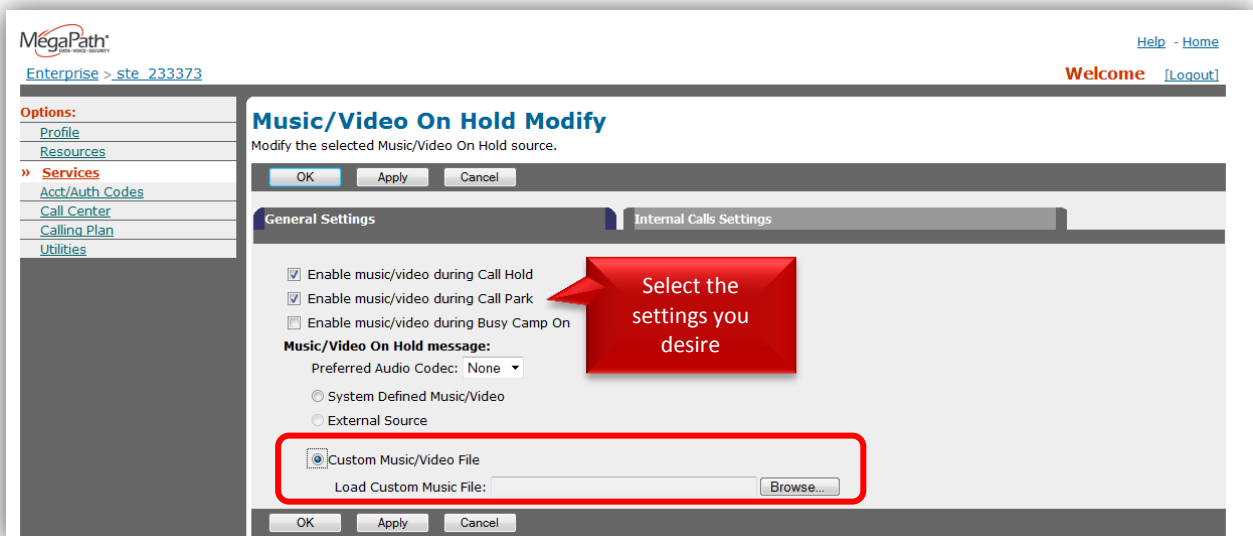 MegaPath
DATA · VOICE · SECURITY
Help - Home
Enterprise > ste_233373
Welcome [Logout]
Options:
Profile
Resources
» Services
Acct/Auth Codes
Call Center
Calling Plan
Utilities
Music/Video On Hold Modify
Modify the selected Music/Video On Hold source.
OK Apply Cancel
General Settings Internal Calls Settings
Enable music/video during Call Hold
Enable music/video during Call Park
Enable music/video during Busy Camp On
Select the
settings you
desire
Music/Video On Hold message:
Preferred Audio Codec: None
System Defined Music/Video
External Source
Custom Music/Video File
Load Custom Music File: Browse...
OK Apply Cancel